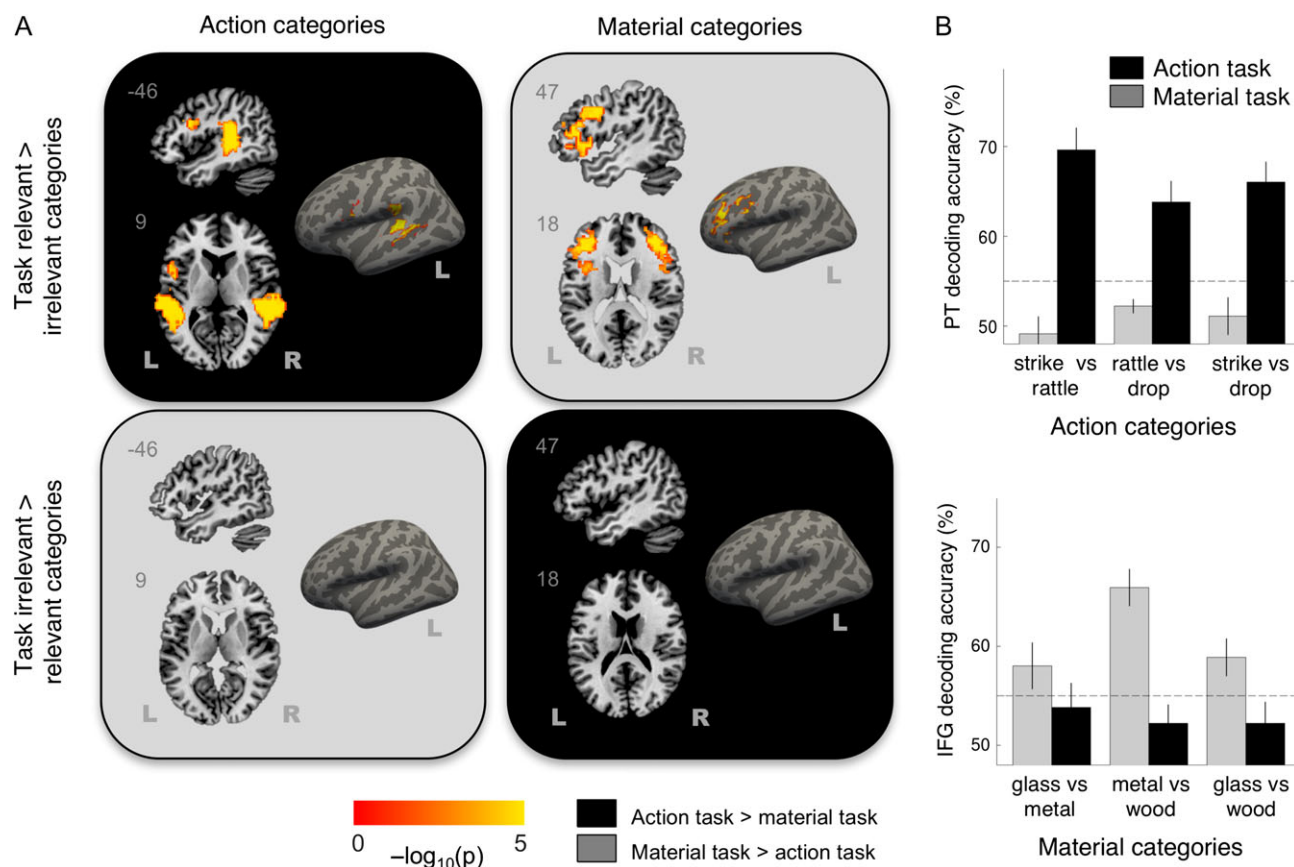 A
Action categories
Material categories
Task relevant >
irrelevant categories
-46
9
L
R
L
47
18
L
R
L
Task irrelevant >
relevant categories
-46
9
L
R
L
47
18
L
R
L
0
5
−log10(p)
Action task > material task
Material task > action task
B
Action task
Material task
PT decoding accuracy (%)
70
60
50
strike vs
rattle
rattle vs
drop
strike vs
drop
Action categories
IFG decoding accuracy (%)
70
60
50
glass vs
metal
metal vs
wood
glass vs
wood
Material categories